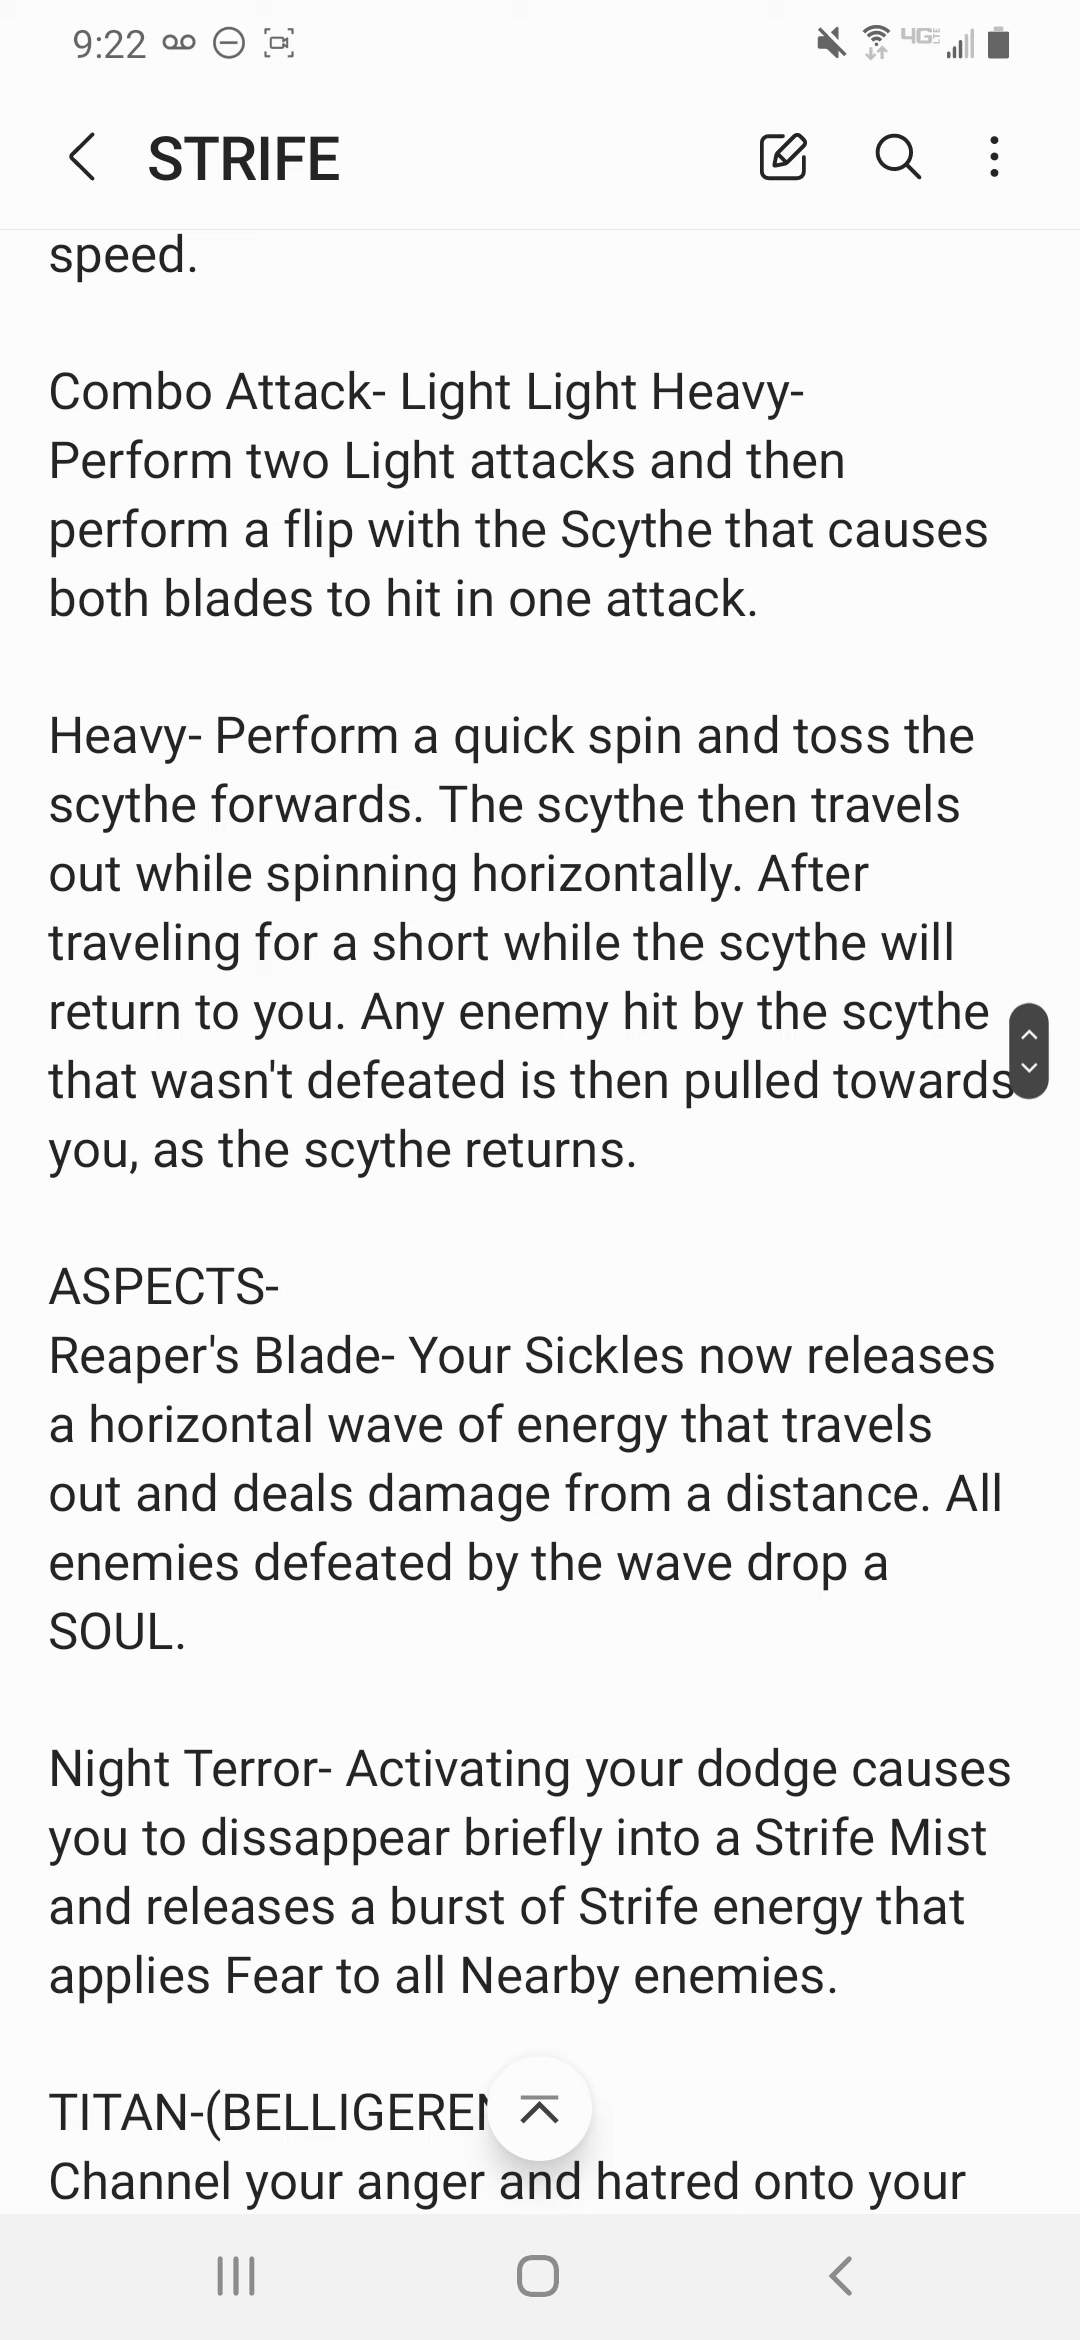 9:22 4GE
STRIFE
speed.
Combo Attack- Light Light Heavy-
Perform two Light attacks and then
perform a flip with the Scythe that causes
both blades to hit in one attack.
Heavy- Perform a quick spin and toss the
scythe forwards. The scythe then travels
out while spinning horizontally. After
traveling for a short while the scythe will
return to you. Any enemy hit by the scythe
that wasn't defeated is then pulled towards
you, as the scythe returns.
ASPECTS-
Reaper's Blade- Your Sickles now releases
a horizontal wave of energy that travels
out and deals damage from a distance. All
enemies defeated by the wave drop a
SOUL.
Night Terror- Activating your dodge causes
you to dissappear briefly into a Strife Mist
and releases a burst of Strife energy that
applies Fear to all Nearby enemies.
TITAN-(BELLIGEREN
Channel your anger and hatred onto your